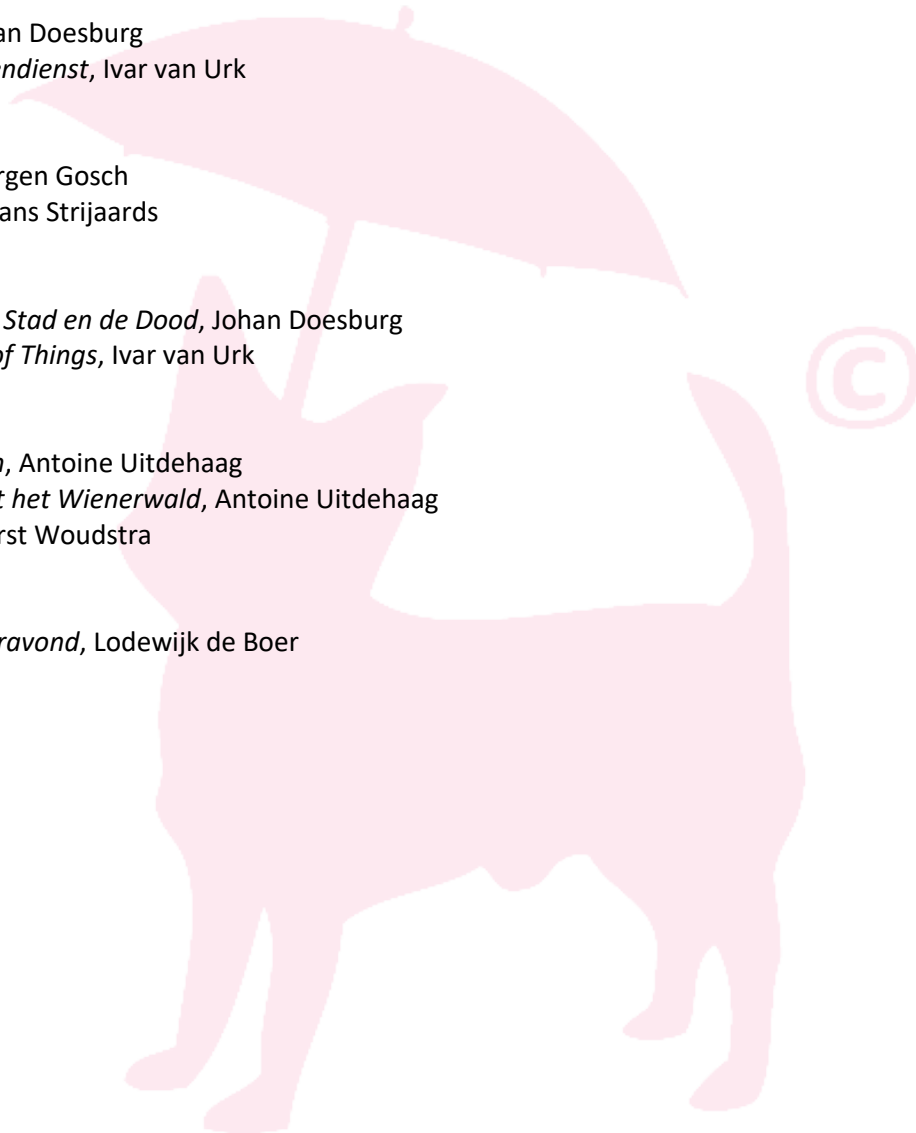 an Doesburg
endienst, Ivar van Urk
rgen Gosch
ans Strijaards
Stad en de Dood, Johan Doesburg
of Things, Ivar van Urk
n, Antoine Uitdehaag
t het Wienerwald, Antoine Uitdehaag
rst Woudstra
ravond, Lodewijk de Boer
©